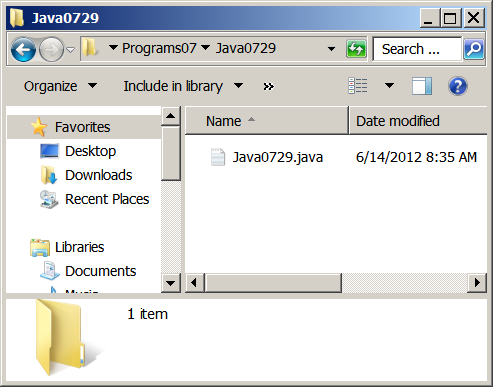 Java0729
Programs07 Java0729 Search ...
Organize Include in library »
Favorites
Desktop
Downloads
Recent Places
Libraries
Documents
Music
Name Date modified
Java0729.java 6/14/2012 8:35 AM
1 item